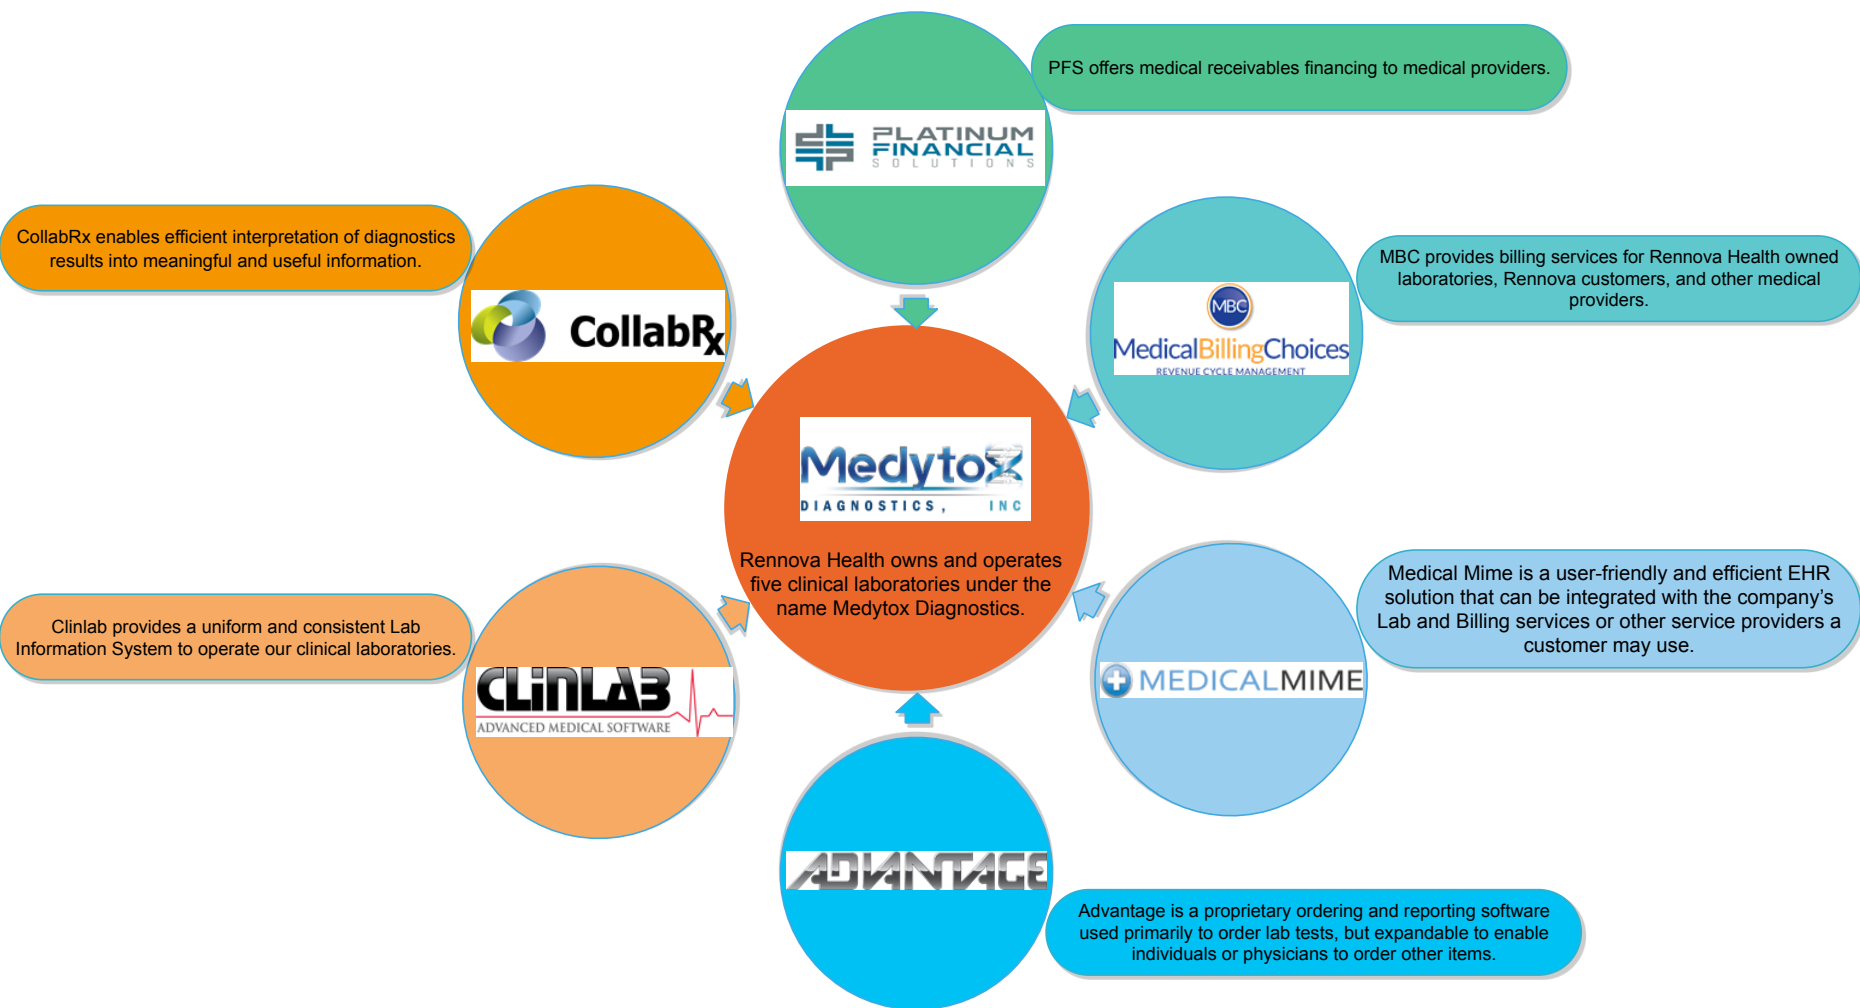 PFS offers medical receivables financing to medical providers.
PLATINUM
FINANCIAL
SOLUTIONS
CollabRx enables efficient interpretation of diagnostics
results into meaningful and useful information.
CollabRx
MBC provides billing services for Rennova Health owned
laboratories, Rennova customers, and other medical
providers.
MBC
MedicalBillingChoices
REVENUE CYCLE MANAGEMENT
Medytox
DIAGNOSTICS, INC
Rennova Health owns and operates
five clinical laboratories under the
name Medytox Diagnostics.
Clinlab provides a uniform and consistent Lab
Information System to operate our clinical laboratories.
CLINLAB
ADVANCED MEDICAL SOFTWARE
Medical Mime is a user-friendly and efficient EHR
solution that can be integrated with the company’s
Lab and Billing services or other service providers a
customer may use.
MEDICALMIME
ADVANTAGE
Advantage is a proprietary ordering and reporting software
used primarily to order lab tests, but expandable to enable
individuals or physicians to order other items.